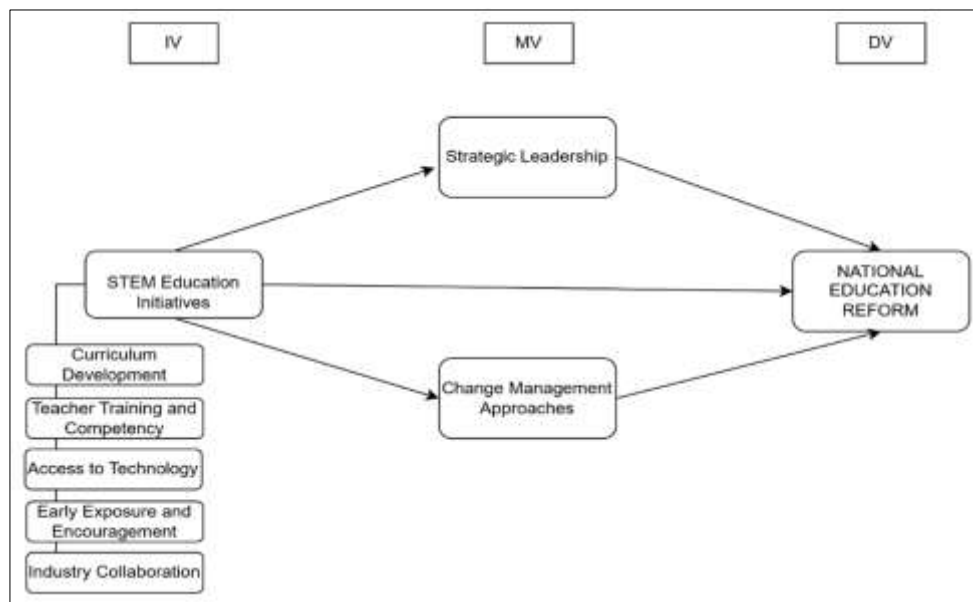 IV
MV
DV
Strategic Leadership
STEM Education
Initiatives
NATIONAL
EDUCATION
REFORM
Curriculum
Development
Teacher Training and
Competency
Access to Technology
Early Exposure and
Encouragement
Industry Collaboration
Change Management
Approaches